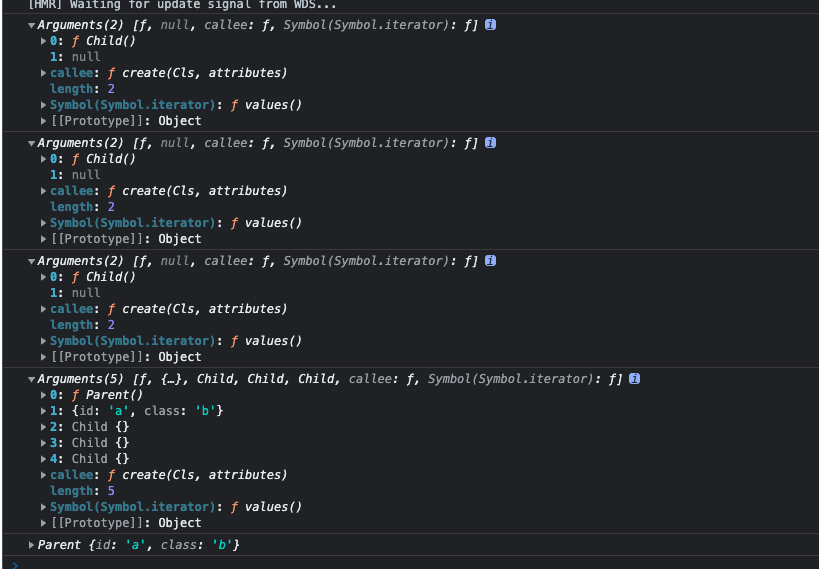 [HMR] Waiting for update signal from WDS...
▼Arguments(2) [ƒ, null, callee: ƒ, Symbol(Symbol.iterator): ƒ] i
▶0: ƒ Child()
1: null
▶callee: ƒ create(Cls, attributes)
length: 2
▶Symbol(Symbol.iterator): ƒ values()
▶[[Prototype]]: Object
▼Arguments(2) [ƒ, null, callee: ƒ, Symbol(Symbol.iterator): ƒ] i
▶0: ƒ Child()
1: null
▶callee: ƒ create(Cls, attributes)
length: 2
▶Symbol(Symbol.iterator): ƒ values()
▶[[Prototype]]: Object
▼Arguments(2) [ƒ, null, callee: ƒ, Symbol(Symbol.iterator): ƒ] i
▶0: ƒ Child()
1: null
▶callee: ƒ create(Cls, attributes)
length: 2
▶Symbol(Symbol.iterator): ƒ values()
▶[[Prototype]]: Object
▼Arguments(5) [ƒ, {…}, Child, Child, Child, callee: ƒ, Symbol(Symbol.iterator): ƒ] i
▶0: ƒ Parent()
▶1: {id: 'a', class: 'b'}
▶2: Child {}
▶3: Child {}
▶4: Child {}
▶callee: ƒ create(Cls, attributes)
length: 5
▶Symbol(Symbol.iterator): ƒ values()
▶[[Prototype]]: Object
▶Parent {id: 'a', class: 'b'}
>